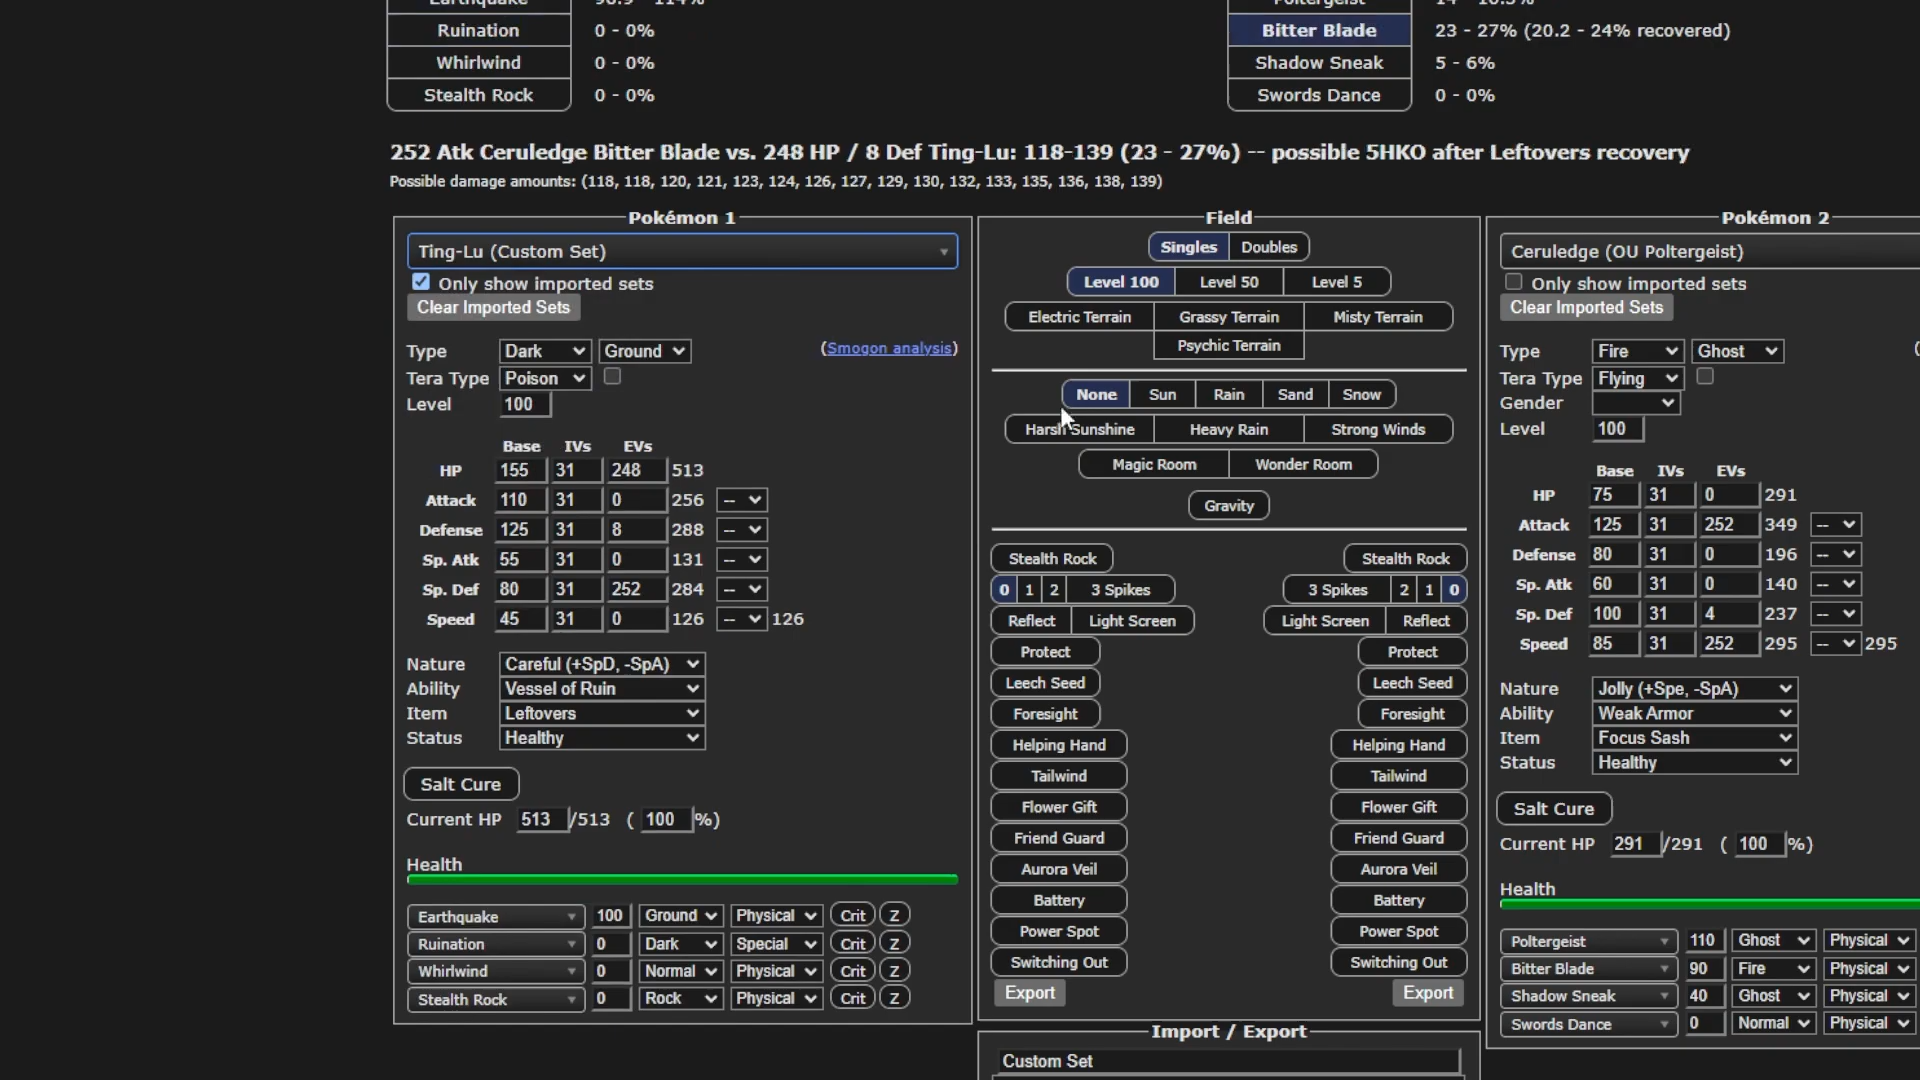 Earthquake 96.9 - 114% Poltergeist 14 - 16.5%
Ruination 0 - 0% Bitter Blade 23 - 27% (20.2 - 24% recovered)
Whirlwind 0 - 0% Shadow Sneak 5 - 6%
Stealth Rock 0 - 0% Swords Dance 0 - 0%
252 Atk Ceruledge Bitter Blade vs. 248 HP / 8 Def Ting-Lu: 118-139 (23 - 27%) -- possible 5HKO after Leftovers recovery
Possible damage amounts: (118, 118, 120, 121, 123, 124, 126, 127, 129, 130, 132, 133, 135, 136, 138, 139)
Pokémon 1
Ting-Lu (Custom Set)
Only show imported sets
Clear Imported Sets
Type Dark Ground (Smogon analysis)
Tera Type Poison
Level 100
Base IVs EVs
HP 155 31 248 513
Attack 110 31 0 256 --
Defense 125 31 8 288 --
Sp. Atk 55 31 0 131 --
Sp. Def 80 31 252 284 --
Speed 45 31 0 126 -- 126
Nature Careful (+SpD, -SpA)
Ability Vessel of Ruin
Item Leftovers
Status Healthy
Salt Cure
Current HP 513 /513 ( 100 %)
Health
Earthquake 100 Ground Physical Crit Z
Ruination 0 Dark Special Crit Z
Whirlwind 0 Normal Physical Crit Z
Stealth Rock 0 Rock Physical Crit Z
Field
Singles Doubles
Level 100 Level 50 Level 5
Electric Terrain Grassy Terrain Misty Terrain
Psychic Terrain
None Sun Rain Sand Snow
Harsh Sunshine Heavy Rain Strong Winds
Magic Room Wonder Room
Gravity
Stealth Rock Stealth Rock
0 1 2 3 Spikes 3 Spikes 2 1 0
Reflect Light Screen Light Screen Reflect
Protect Protect
Leech Seed Leech Seed
Foresight Foresight
Helping Hand Helping Hand
Tailwind Tailwind
Flower Gift Flower Gift
Friend Guard Friend Guard
Aurora Veil Aurora Veil
Battery Battery
Power Spot Power Spot
Switching Out Switching Out
Export Export
Import / Export
Custom Set
Pokémon 2
Ceruledge (OU Poltergeist)
Only show imported sets
Clear Imported Sets
Type Fire Ghost (
Tera Type Flying
Gender
Level 100
Base IVs EVs
HP 75 31 0 291
Attack 125 31 252 349 --
Defense 80 31 0 196 --
Sp. Atk 60 31 0 140 --
Sp. Def 100 31 4 237 --
Speed 85 31 252 295 -- 295
Nature Jolly (+Spe, -SpA)
Ability Weak Armor
Item Focus Sash
Status Healthy
Salt Cure
Current HP 291 /291 ( 100 %)
Health
Poltergeist 110 Ghost Physical
Bitter Blade 90 Fire Physical
Shadow Sneak 40 Ghost Physical
Swords Dance 0 Normal Physical